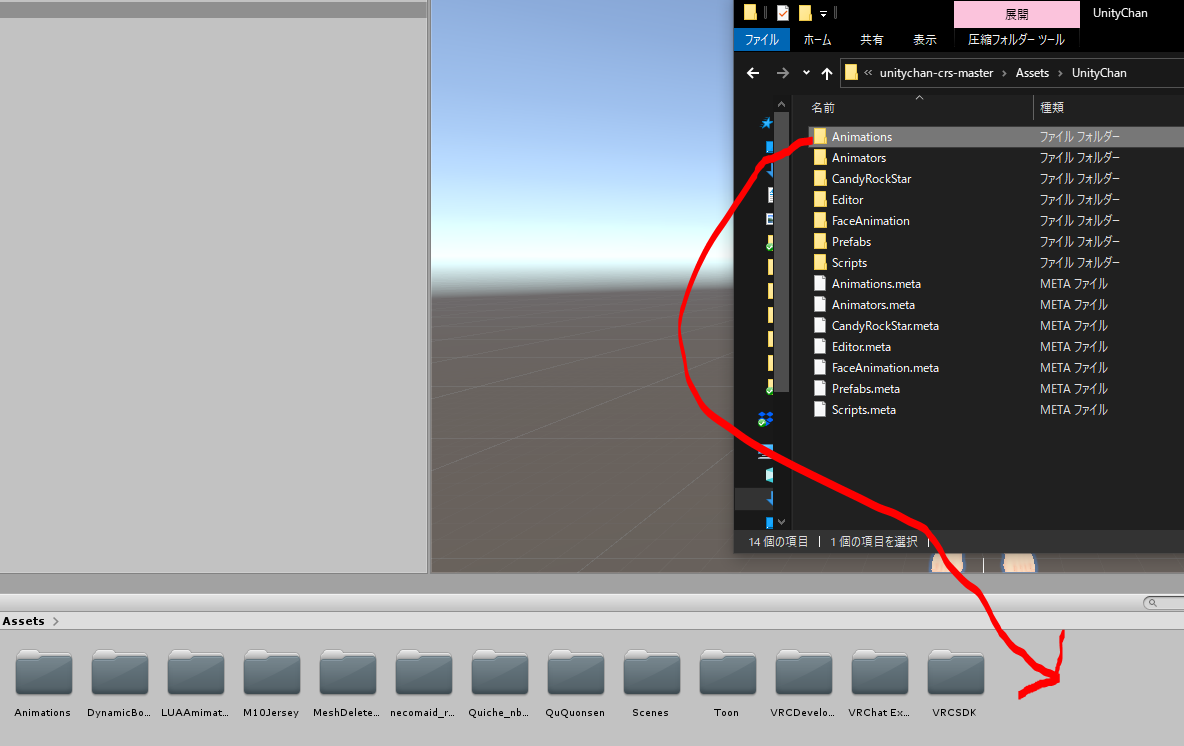 展開
UnityChan
ファイル
ホーム
共有
表示
圧縮フォルダー ツール
« unitychan-crs-master › Assets › UnityChan
名前
種類
Animations ファイル フォルダー
Animators ファイル フォルダー
CandyRockStar ファイル フォルダー
Editor ファイル フォルダー
FaceAnimation ファイル フォルダー
Prefabs ファイル フォルダー
Scripts ファイル フォルダー
Animations.meta META ファイル
Animators.meta META ファイル
CandyRockStar.meta META ファイル
Editor.meta META ファイル
FaceAnimation.meta META ファイル
Prefabs.meta META ファイル
Scripts.meta META ファイル
14 個の項目 | 1 個の項目を選択 |
Assets ›
Animations
DynamicBo...
LUAAmimat...
M10Jersey
MeshDelete...
necomaid_r...
Quiche_nb...
QuQuonsen
Scenes
Toon
VRCDevelo...
VRChat Ex...
VRCSDK